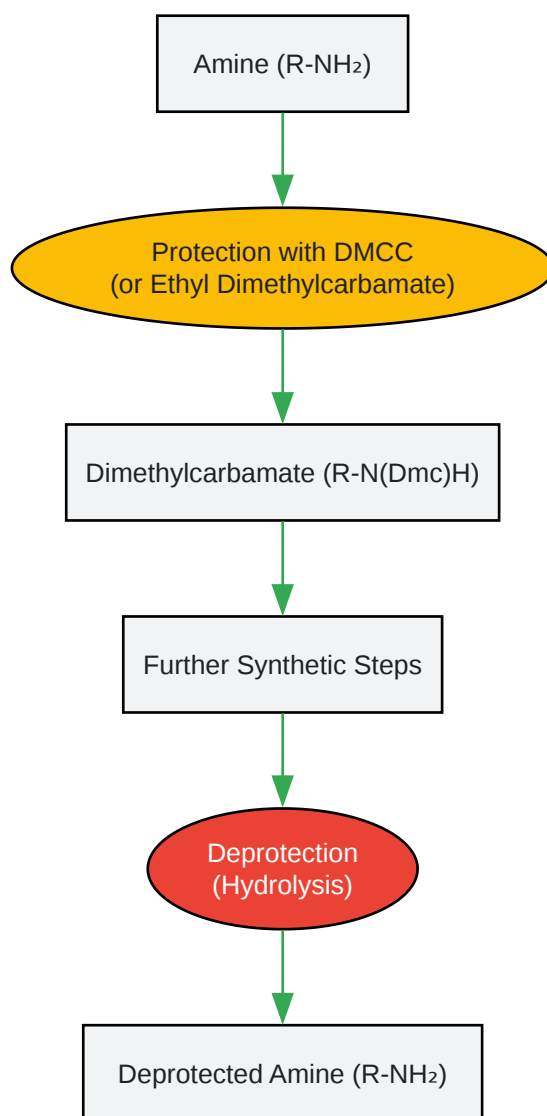 Amine (R-NH₂)
Protection with DMCC
(or Ethyl Dimethylcarbamate)
Dimethylcarbamate (R-N(Dmc)H)
Further Synthetic Steps
Deprotection
(Hydrolysis)
Deprotected Amine (R-NH₂)